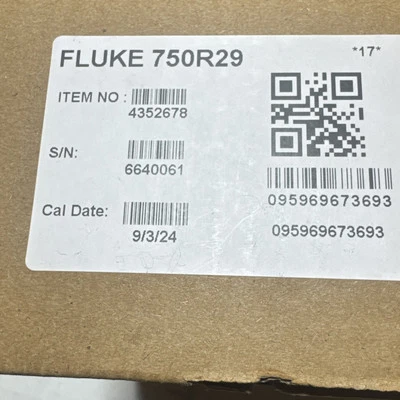 FLUKE 750R29
*17*
ITEM NO :
4352678
S/N:
6640061
095969673693
Cal Date:
9/3/24
095969673693